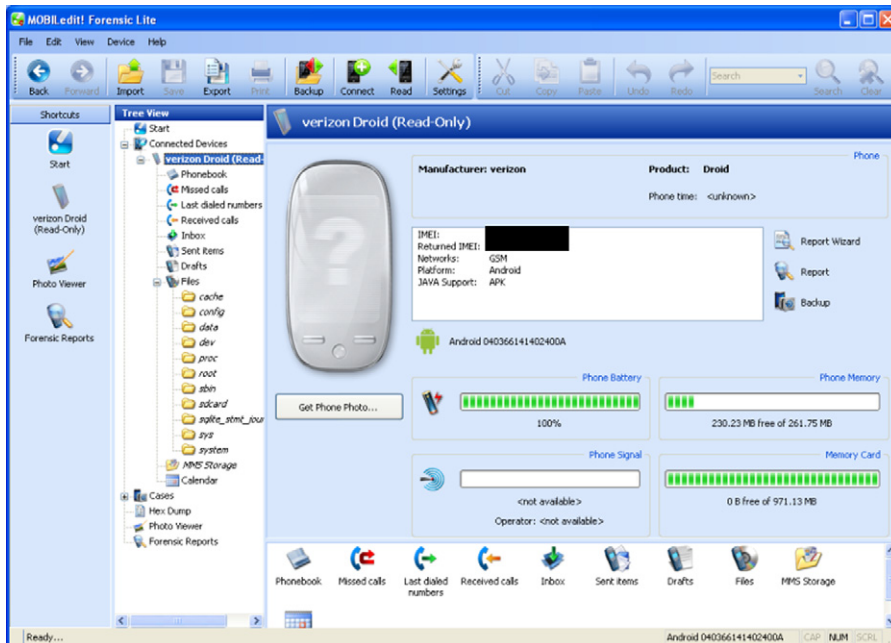 MOBILedit! Forensic Lite
File Edit View Device Help
Back Forward Import Save Export Print Backup Connect Read Settings Cut Copy Paste Undo Redo Search Search Clear
Shortcuts
Start
verizon Droid
(Read-Only)
Photo Viewer
Forensic Reports
Tree View
Start
Connected Devices
verizon Droid (Read-
Phonebook
Missed calls
Last dialed numbers
Received calls
Inbox
Sent items
Drafts
Files
cache
config
data
dev
proc
root
sbin
sdcard
sqlite_stmt_jour
sys
system
MMS Storage
Calendar
Cases
Hex Dump
Photo Viewer
Forensic Reports
verizon Droid (Read-Only)
Phone
Manufacturer: verizon Product: Droid
Phone time: <unknown>
IMEI:
Returned IMEI:
Networks: GSM
Platform: Android
JAVA Support: APK
Report Wizard
Report
Backup
Android 040366141402400A
Get Phone Photo...
Phone Battery
100%
Phone Memory
230.23 MB free of 261.75 MB
Phone Signal
<not available>
Operator: <not available>
Memory Card
0 B free of 971.13 MB
Phonebook Missed calls Last dialed numbers Received calls Inbox Sent items Drafts Files MMS Storage
Ready... Android 040366141402400A CAP NUM SCRL